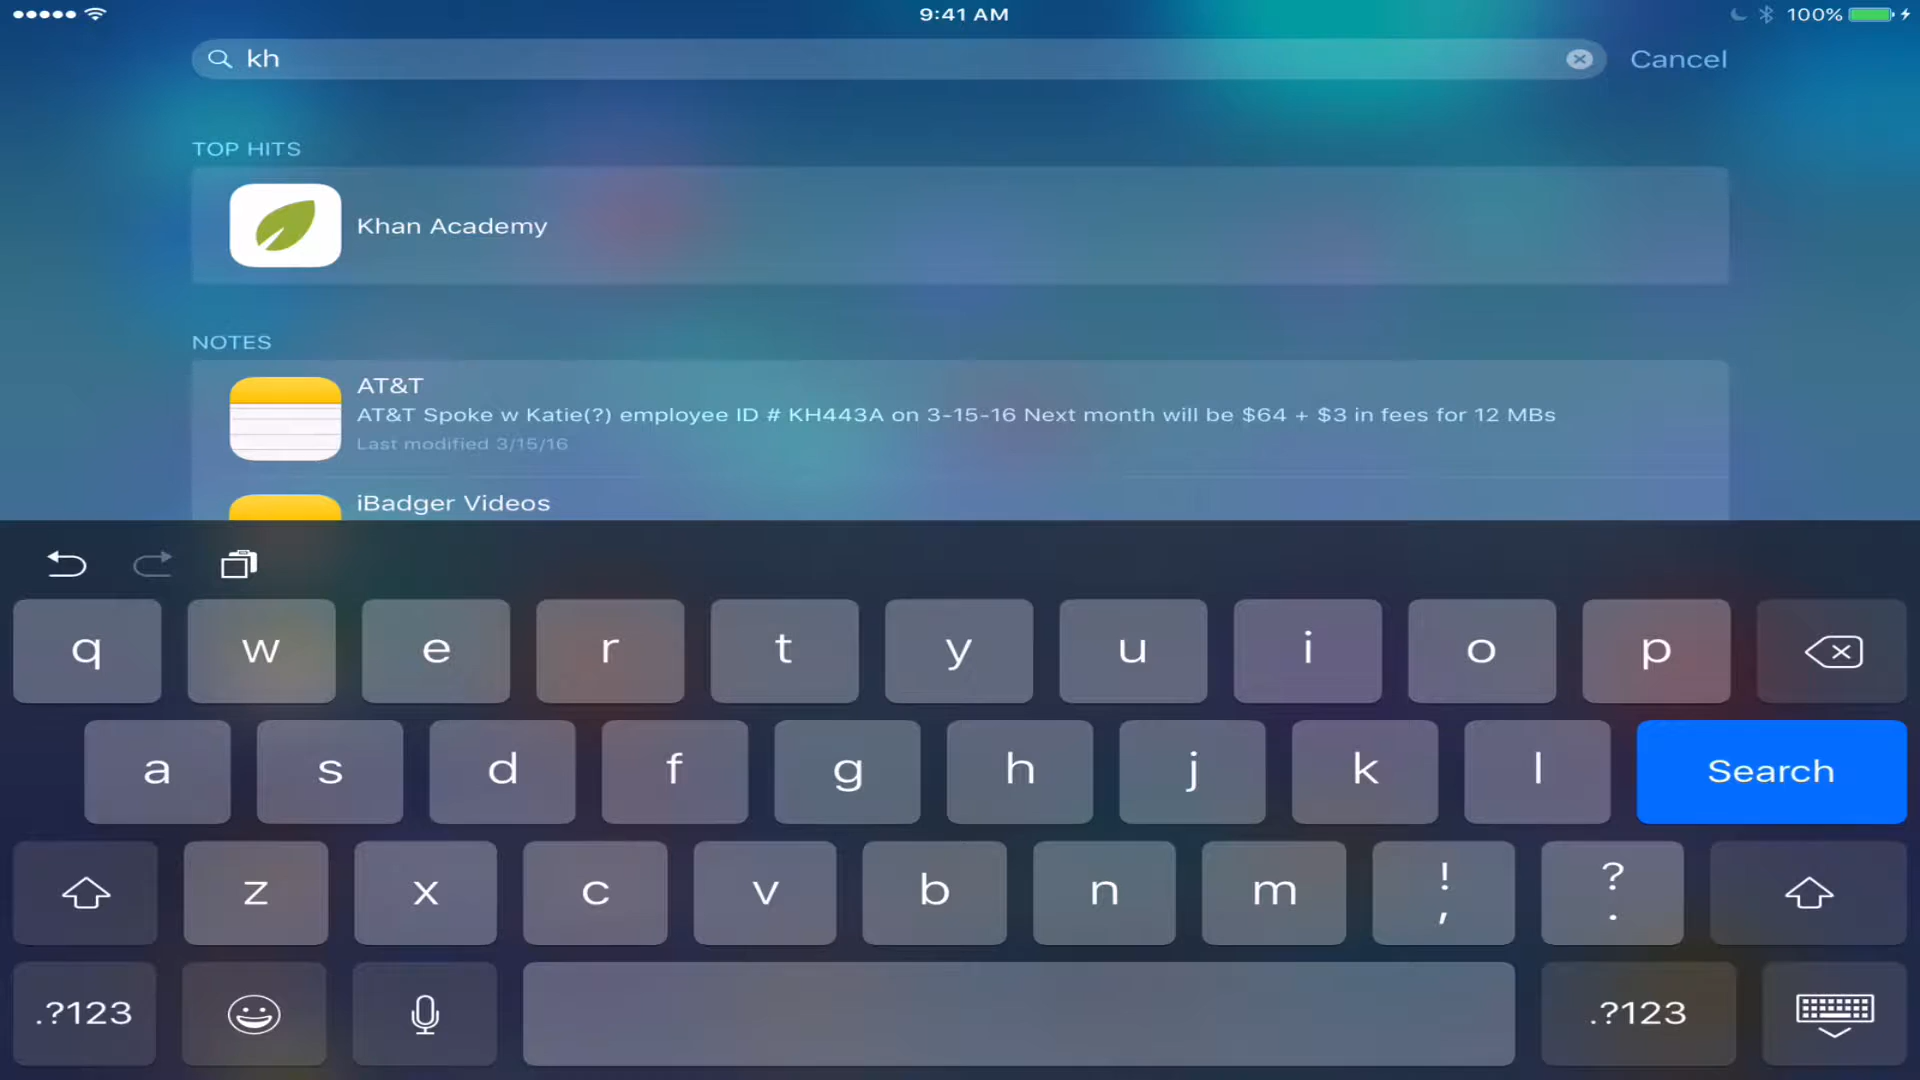 9:41 AM
100%
kh
Cancel
TOP HITS
Khan Academy
NOTES
AT&T
AT&T Spoke w Katie(?) employee ID # KH443A on 3-15-16 Next month will be $64 + $3 in fees for 12 MBs
Last modified 3/15/16
iBadger Videos
q w e r t y u i o p
a s d f g h j k l Search
z x c v b n m ! , ? .
.?123 .?123